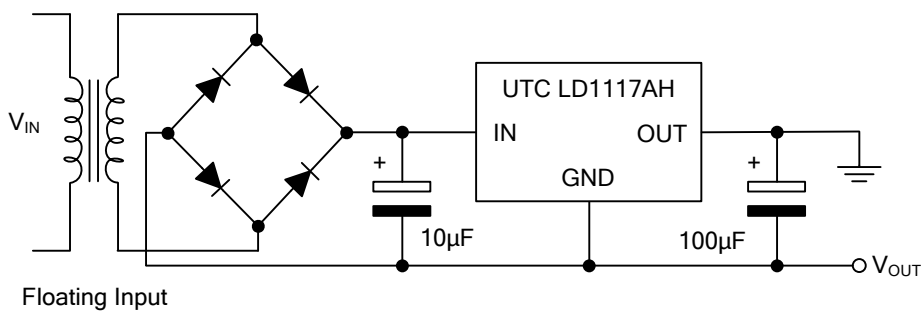 UTC LD1117AH
V_IN
IN
OUT
GND
+
+
10μF
100μF
V_OUT
Floating Input